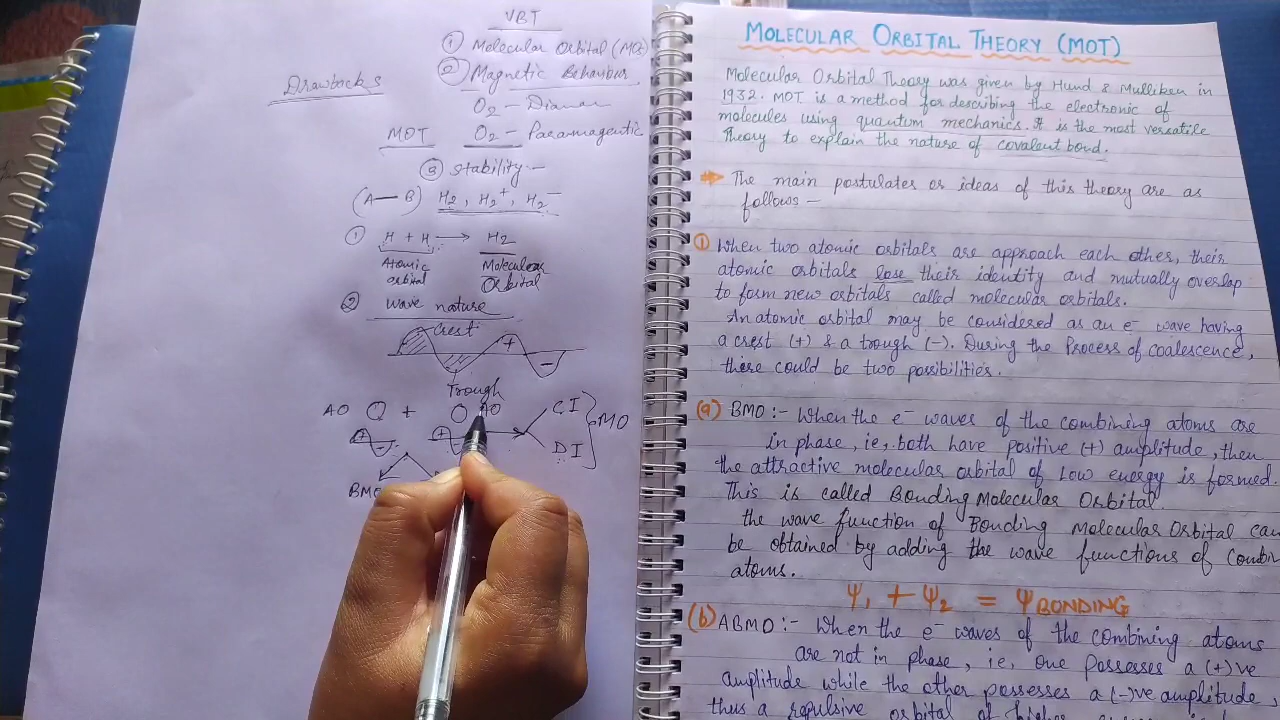 VBT
① Molecular Orbital (MO)
Drawbacks
② Magnetic Behaviour
O2 - Diamag
MOT O2 - Paramagnetic
③ stability :-
(A — B) H2, H2+, H2-
① H + H → H2
Atomic orbital
Molecular Orbital
② wave nature
Crest
+
-
Trough
AO + AO CI
MO
+ + DI
BMO
MOLECULAR ORBITAL THEORY (MOT)
Molecular Orbital Theory was given by Hund & Mulliken in
1932. MOT is a method for describing the electronic of
molecules using quantum mechanics. It is the most versatile
Theory to explain the nature of covalent bond.
The main postulates or ideas of this theory are as
follows -
① When two atomic orbitals are approach each other, their
atomic orbitals lose their identity and mutually overlap
to form new orbitals called molecular orbitals.
An atomic orbital may be considered as an e- wave having
a crest (+) & a trough (-). During the Process of coalescence,
there could be two possibilities.
(a) BMO :- When the e- waves of the combining atoms are
in phase, ie, both have positive (+) amplitude, then
the attractive molecular orbital of Low energy is formed.
This is called Bonding Molecular Orbital
the wave function of Bonding Molecular Orbital can
be obtained by adding the wave functions of Combin
atoms.
Ψ1 + Ψ2 = Ψ BONDING
(b) ABMO :- When the e- waves of the combining atoms
are not in phase, ie. One possesses a (+)ve
amplitude while the other possesses a (-)ve amplitude,
thus a repulsive orbital of higher